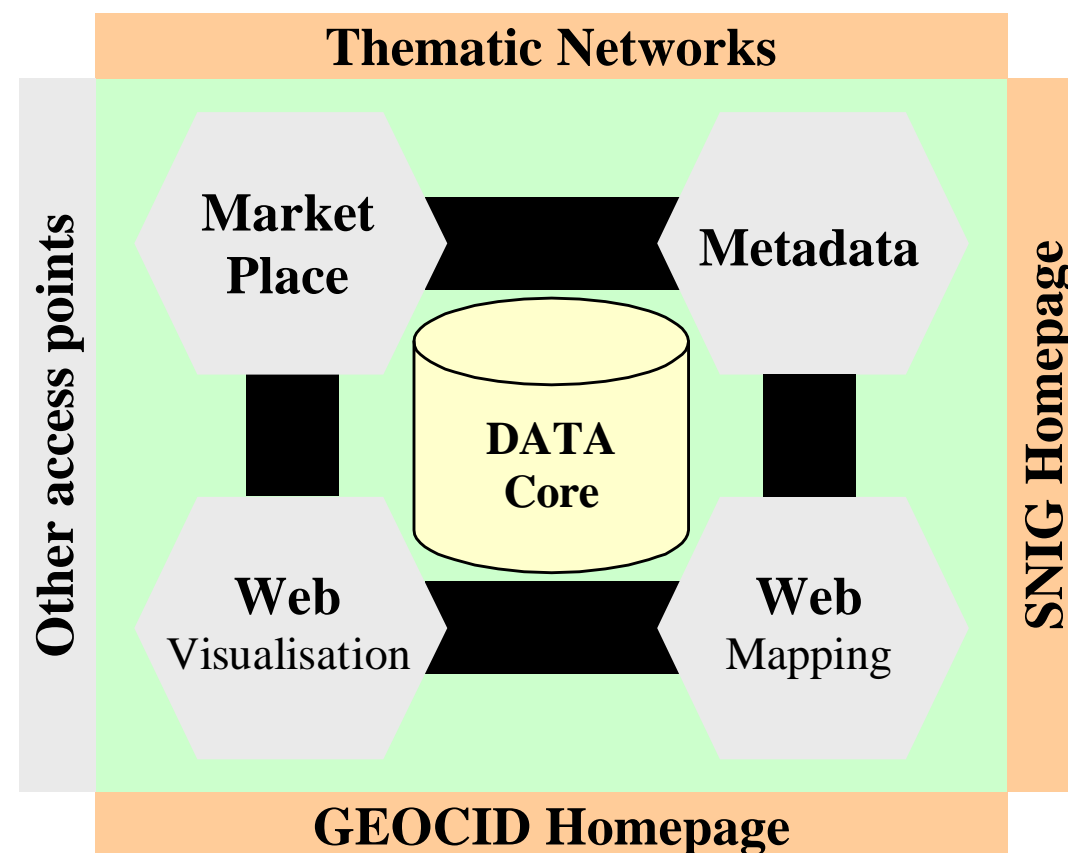 Thematic Networks
Other access points
Market
Place
Metadata
DATA
Core
Web
Visualisation
Web
Mapping
SNIG Homepage
GEOCID Homepage